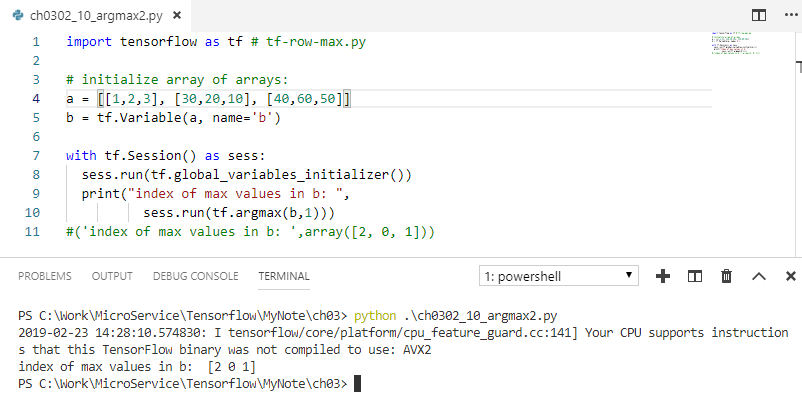 ch0302_10_argmax2.py ×
1 import tensorflow as tf # tf-row-max.py
2
3 # initialize array of arrays:
4 a = [[1,2,3], [30,20,10], [40,60,50]]
5 b = tf.Variable(a, name='b')
6
7 with tf.Session() as sess:
8   sess.run(tf.global_variables_initializer())
9   print("index of max values in b: ",
10         sess.run(tf.argmax(b,1)))
11 #('index of max values in b: ',array([2, 0, 1]))
PROBLEMS OUTPUT DEBUG CONSOLE TERMINAL 1: powershell
PS C:\Work\MicroService\Tensorflow\MyNote\ch03> python .\ch0302_10_argmax2.py
2019-02-23 14:28:10.574830: I tensorflow/core/platform/cpu_feature_guard.cc:141] Your CPU supports instruction
s that this TensorFlow binary was not compiled to use: AVX2
index of max values in b:  [2 0 1]
PS C:\Work\MicroService\Tensorflow\MyNote\ch03>